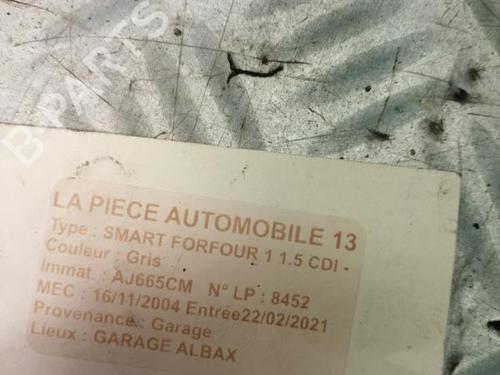 B-PARTS
LA PIECE AUTOMOBILE 13
Type : SMART FORFOUR 1 1.5 CDI -
Couleur : Gris
Immat. : AJ665CM N° LP : 8452
MEC : 16/11/2004 Entrée22/02/2021
Provenance : Garage
Lieux : GARAGE ALBAX